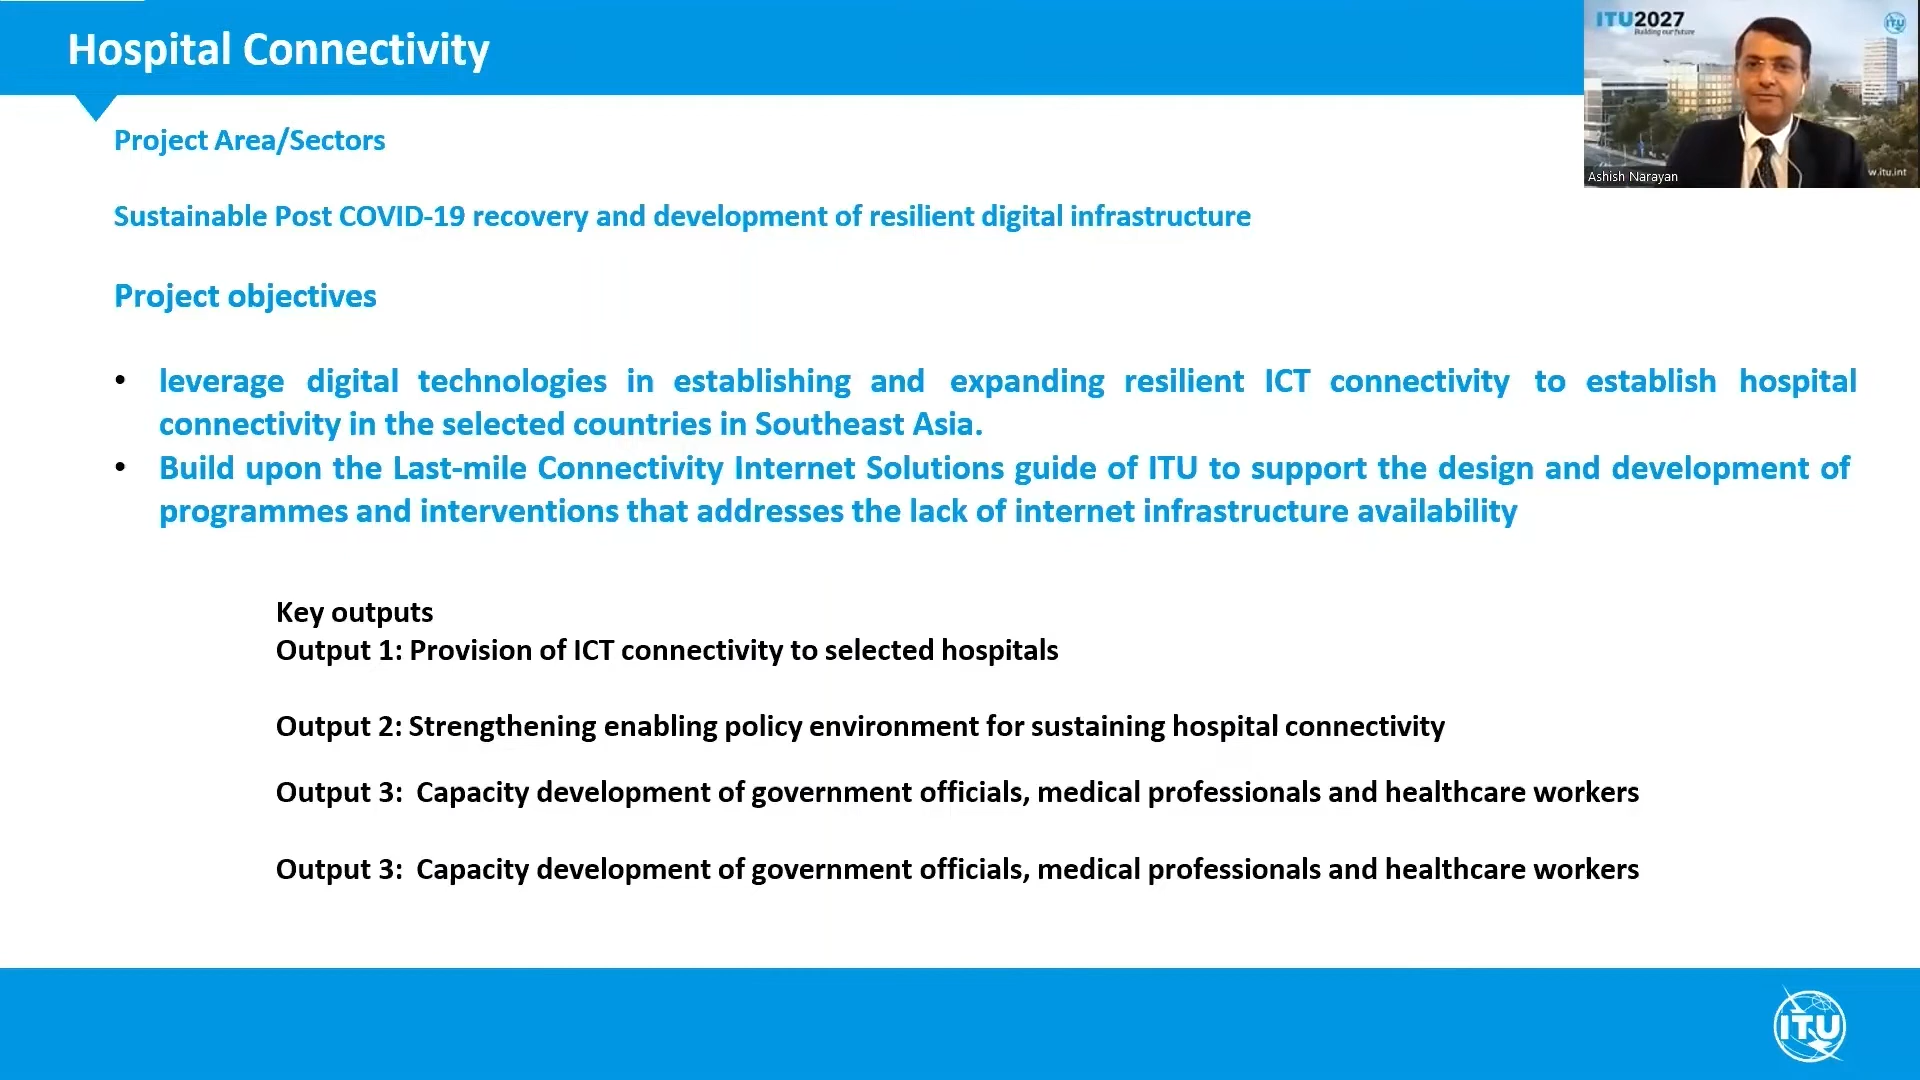 Hospital Connectivity
ITU2027
Building our future
ITU
w.itu.int
Ashish Narayan
Project Area/Sectors
Sustainable Post COVID-19 recovery and development of resilient digital infrastructure
Project objectives
• leverage digital technologies in establishing and expanding resilient ICT connectivity to establish hospital
connectivity in the selected countries in Southeast Asia.
• Build upon the Last-mile Connectivity Internet Solutions guide of ITU to support the design and development of
programmes and interventions that addresses the lack of internet infrastructure availability
Key outputs
Output 1: Provision of ICT connectivity to selected hospitals
Output 2: Strengthening enabling policy environment for sustaining hospital connectivity
Output 3:  Capacity development of government officials, medical professionals and healthcare workers
Output 3:  Capacity development of government officials, medical professionals and healthcare workers
ITU